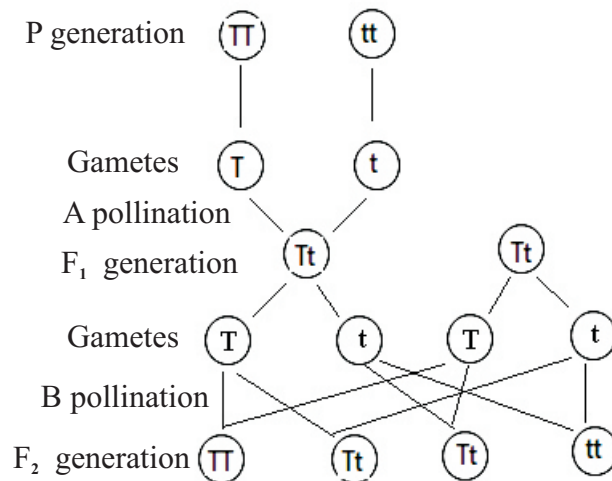 P generation TT tt
Gametes T t
A pollination
F₁ generation Tt Tt
Gametes T t T t
B pollination
F₂ generation TT Tt Tt tt